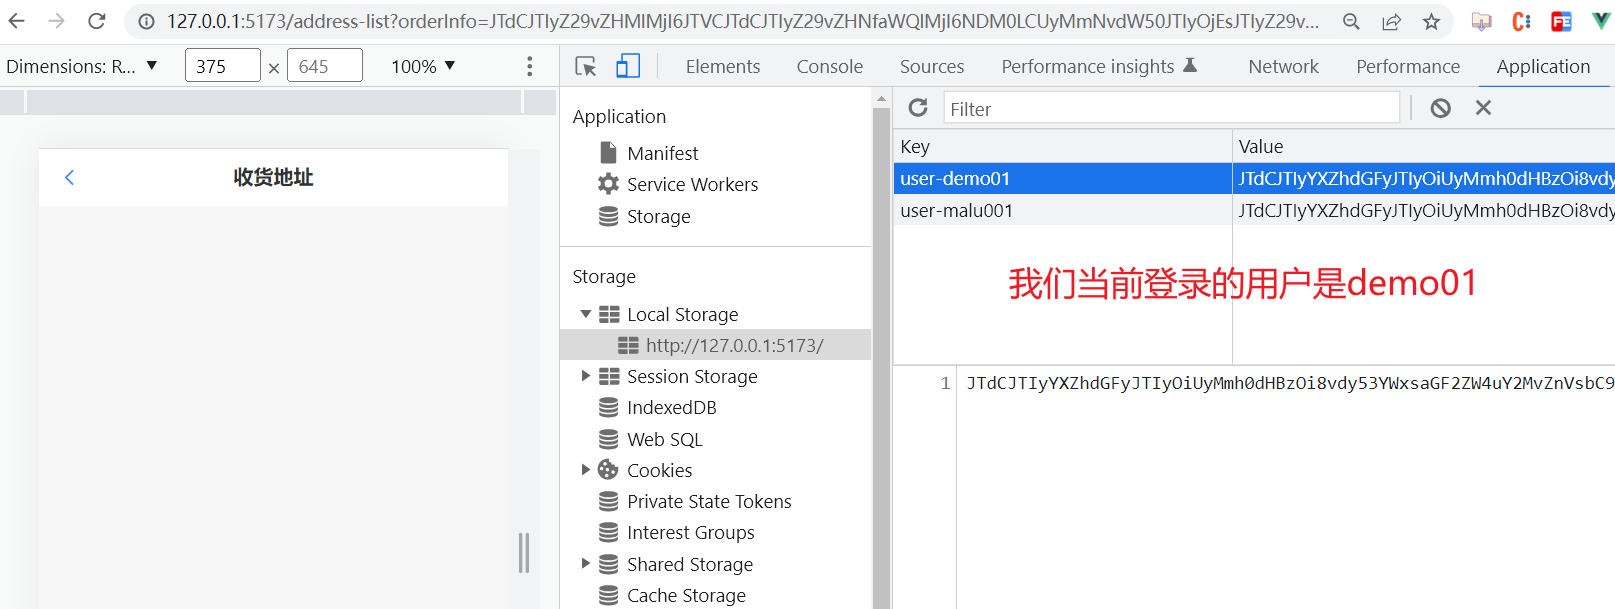 127.0.0.1:5173/address-list?orderInfo=JTdCJTIyZ29vZHMlMjI6JTVCJTdCJTIyZ29vZHNfaWQlMjI6NDM0LCUyMmNvdW50JTIyOjEsJTIyZ29v...
Dimensions: R... ▼ 375 × 645 100% ▼
Elements Console Sources Performance insights Network Performance Application
Application
Manifest
Service Workers
Storage
Storage
Local Storage
http://127.0.0.1:5173/
Session Storage
IndexedDB
Web SQL
Cookies
Private State Tokens
Interest Groups
Shared Storage
Cache Storage
收货地址
Filter
Key Value
user-demo01 JTdCJTIyYXZhdGFyJTIyOiUyMmh0dHBzOi8vdy
user-malu001 JTdCJTIyYXZhdGFyJTIyOiUyMmh0dHBzOi8vdy
我们当前登录的用户是demo01
1 JTdCJTIyYXZhdGFyJTIyOiUyMmh0dHBzOi8vdy53YWxsaGF2ZW4uY2MvZnVsbC9